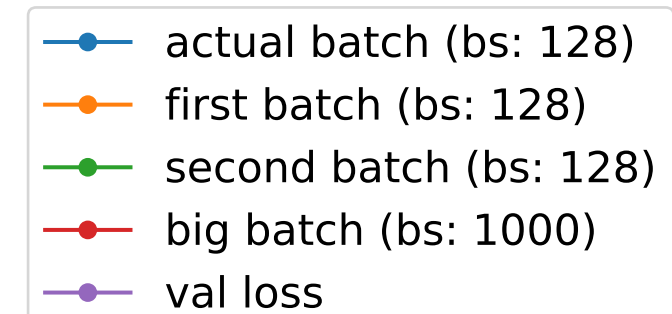 actual batch (bs: 128)
first batch (bs: 128)
second batch (bs: 128)
big batch (bs: 1000)
val loss